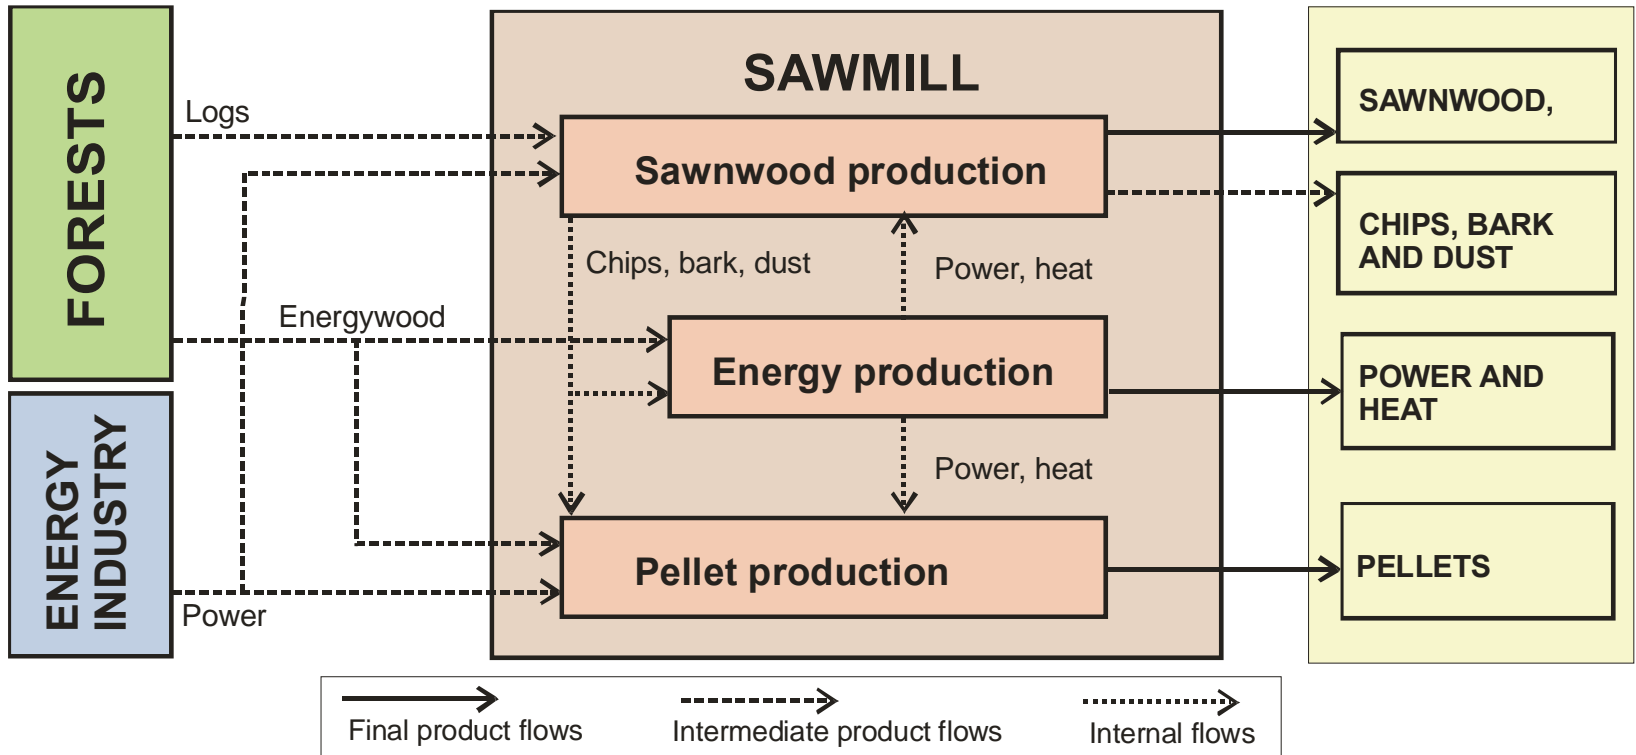 FORESTS
ENERGY
INDUSTRY
Logs
Energywood
Power
SAWMILL
Sawnwood production
Chips, bark, dust
Power, heat
Energy production
Power, heat
Pellet production
SAWNWOOD,
CHIPS, BARK
AND DUST
POWER AND
HEAT
PELLETS
Final product flows
Intermediate product flows
Internal flows